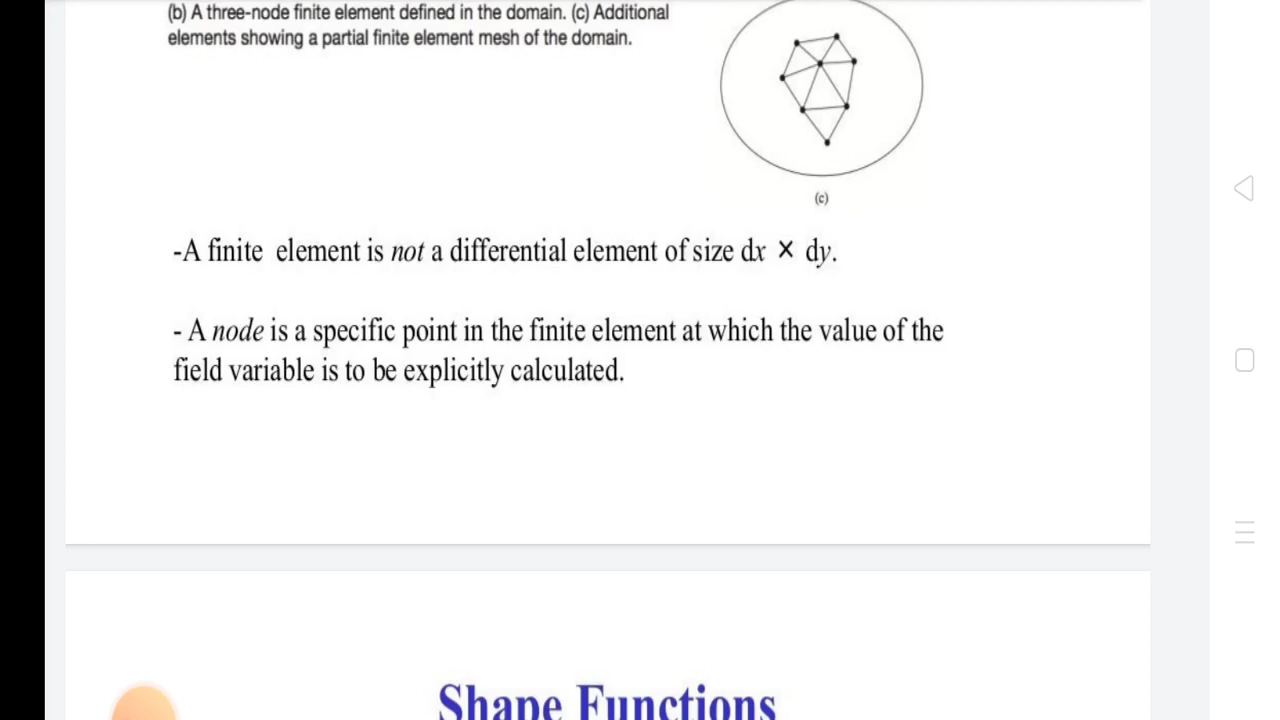 (b) A three-node finite element defined in the domain. (c) Additional
elements showing a partial finite element mesh of the domain.
(c)
-A finite element is not a differential element of size dx × dy.
- A node is a specific point in the finite element at which the value of the
field variable is to be explicitly calculated.
Shape Functions